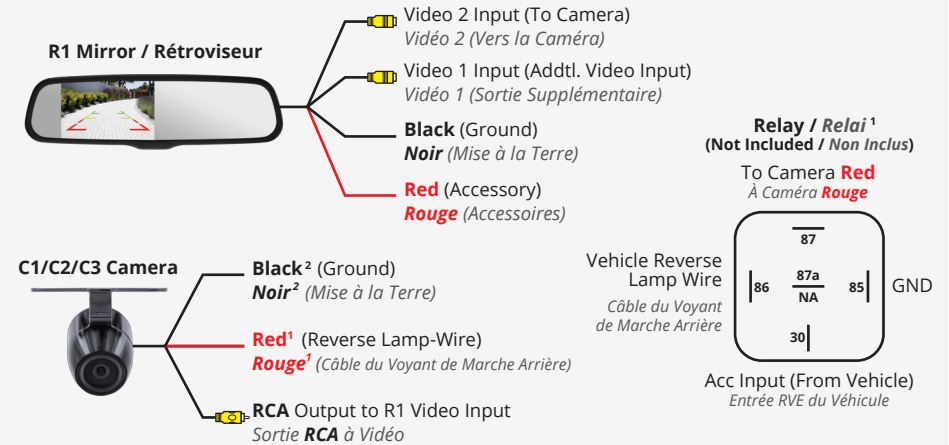 R1 Mirror / Rétroviseur
Video 2 Input (To Camera)
Vidéo 2 (Vers la Caméra)
Video 1 Input (Addtl. Video Input)
Vidéo 1 (Sortie Supplémentaire)
Black (Ground)
Noir (Mise à la Terre)
Red (Accessory)
Rouge (Accessoires)
C1/C2/C3 Camera
Black² (Ground)
Noir² (Mise à la Terre)
Red¹ (Reverse Lamp-Wire)
Rouge¹ (Câble du Voyant de Marche Arrière)
RCA Output to R1 Video Input
Sortie RCA à Vidéo
Relay / Relai ¹
(Not Included / Non Inclus)
To Camera Red
À Caméra Rouge
87
Vehicle Reverse
Lamp Wire
Câble du Voyant
de Marche Arrière
86
87a
NA
85
GND
30
Acc Input (From Vehicle)
Entrée RVE du Véhicule